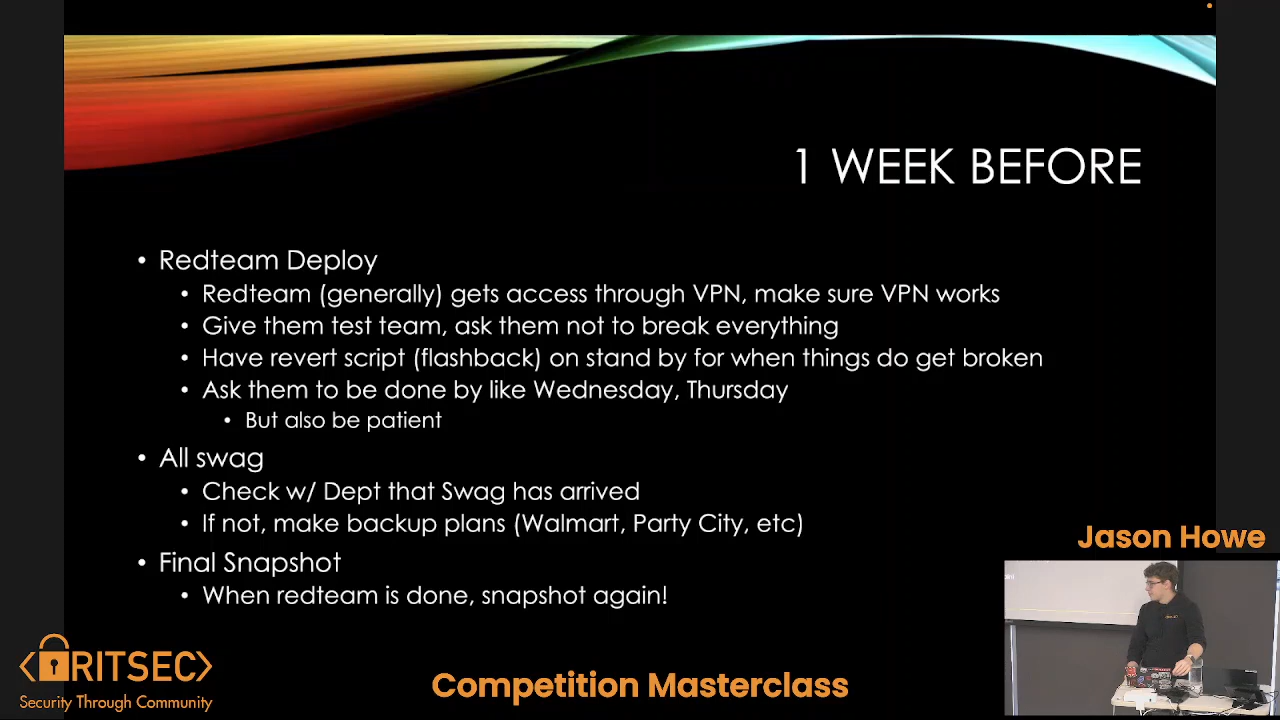 1 WEEK BEFORE
• Redteam Deploy
• Redteam (generally) gets access through VPN, make sure VPN works
• Give them test team, ask them not to break everything
• Have revert script (flashback) on stand by for when things do get broken
• Ask them to be done by like Wednesday, Thursday
• But also be patient
• All swag
• Check w/ Dept that Swag has arrived
• If not, make backup plans (Walmart, Party City, etc)
• Final Snapshot
• When redteam is done, snapshot again!
Jason Howe
<RITSEC>
Security Through Community
Competition Masterclass